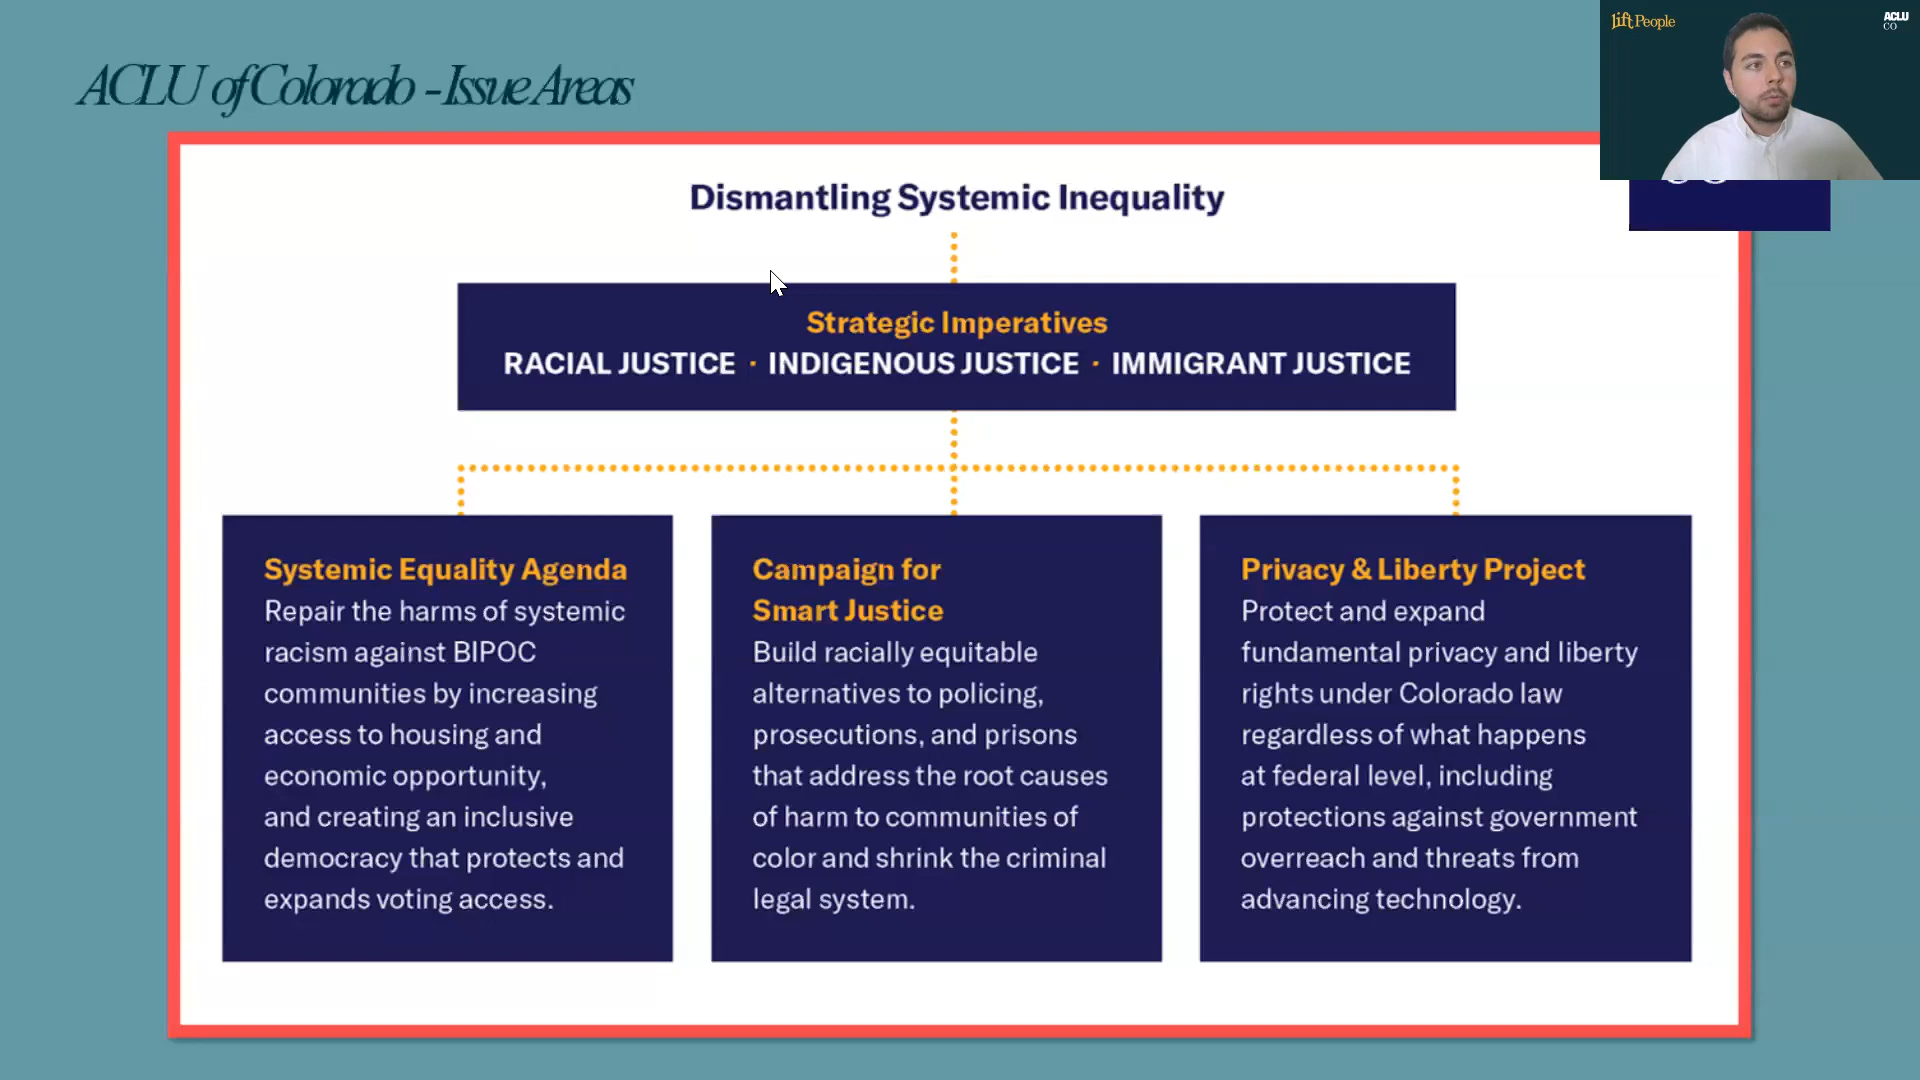 lift People
ACLU
CO
ACLU of Colorado - Issue Areas
Dismantling Systemic Inequality
Strategic Imperatives
RACIAL JUSTICE · INDIGENOUS JUSTICE · IMMIGRANT JUSTICE
Systemic Equality Agenda
Repair the harms of systemic
racism against BIPOC
communities by increasing
access to housing and
economic opportunity,
and creating an inclusive
democracy that protects and
expands voting access.
Campaign for
Smart Justice
Build racially equitable
alternatives to policing,
prosecutions, and prisons
that address the root causes
of harm to communities of
color and shrink the criminal
legal system.
Privacy & Liberty Project
Protect and expand
fundamental privacy and liberty
rights under Colorado law
regardless of what happens
at federal level, including
protections against government
overreach and threats from
advancing technology.